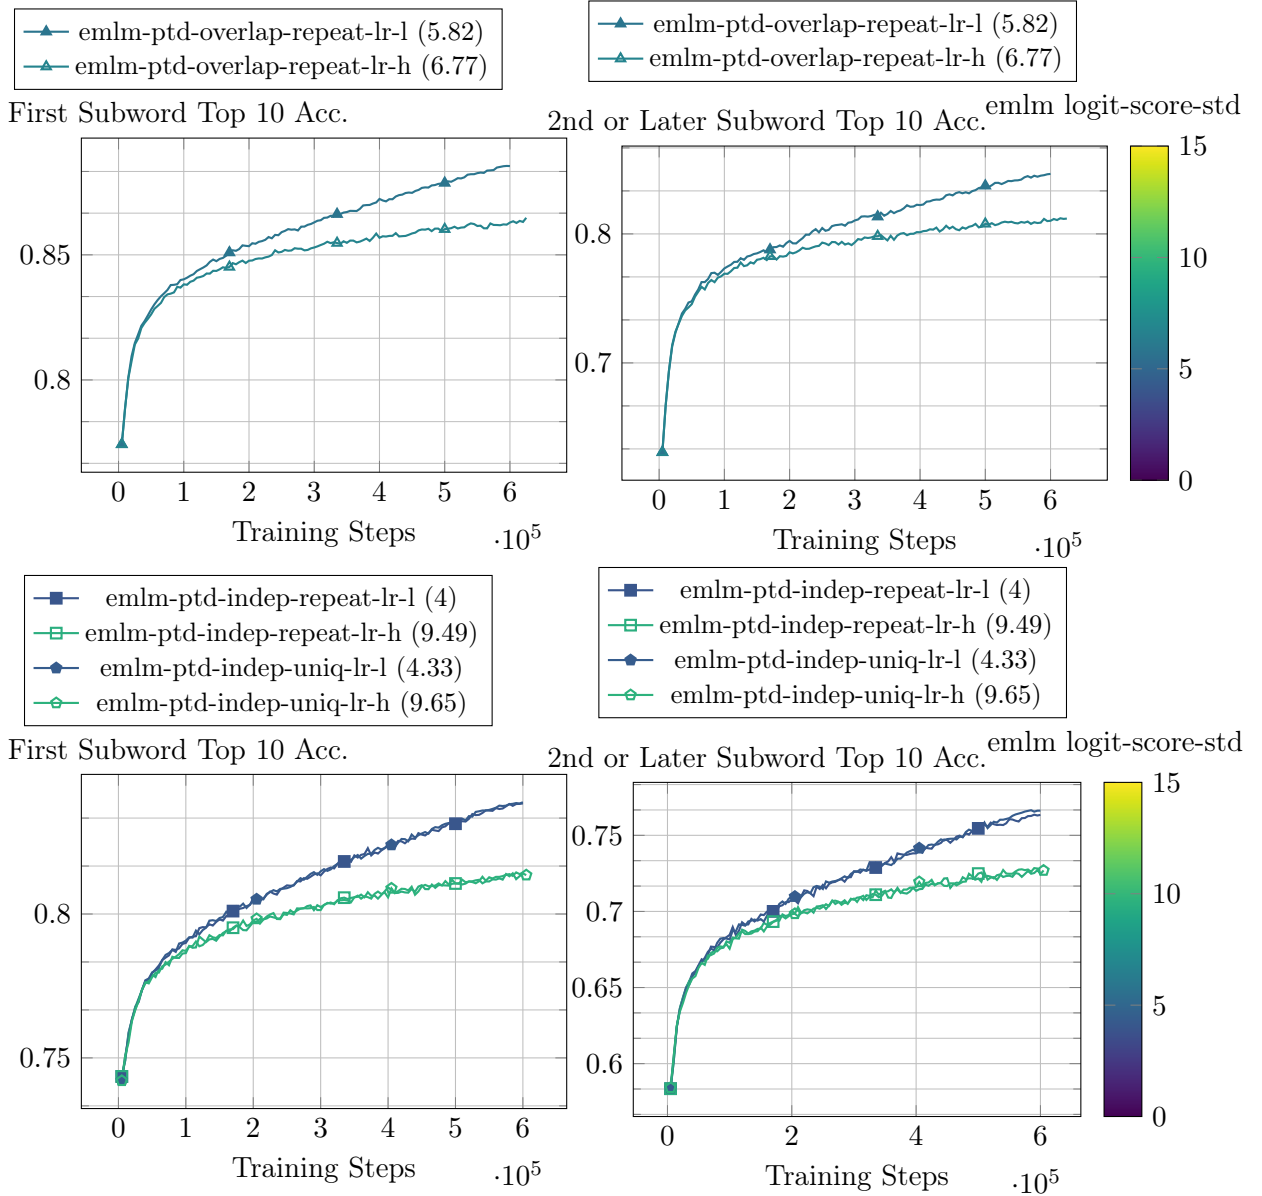 emlm-ptd-overlap-repeat-lr-l (5.82)
emlm-ptd-overlap-repeat-lr-h (6.77)
First Subword Top 10 Acc.
0.85
0.8
0 1 2 3 4 5 6
Training Steps
·10⁵
emlm-ptd-overlap-repeat-lr-l (5.82)
emlm-ptd-overlap-repeat-lr-h (6.77)
2nd or Later Subword Top 10 Acc.
0.8
0.7
0 1 2 3 4 5 6
Training Steps
·10⁵
emlm logit-score-std
15
10
5
0
emlm-ptd-indep-repeat-lr-l (4)
emlm-ptd-indep-repeat-lr-h (9.49)
emlm-ptd-indep-uniq-lr-l (4.33)
emlm-ptd-indep-uniq-lr-h (9.65)
First Subword Top 10 Acc.
0.8
0.75
0 1 2 3 4 5 6
Training Steps
·10⁵
emlm-ptd-indep-repeat-lr-l (4)
emlm-ptd-indep-repeat-lr-h (9.49)
emlm-ptd-indep-uniq-lr-l (4.33)
emlm-ptd-indep-uniq-lr-h (9.65)
2nd or Later Subword Top 10 Acc.
0.75
0.7
0.65
0.6
0 2 4 6
Training Steps
·10⁵
emlm logit-score-std
15
10
5
0